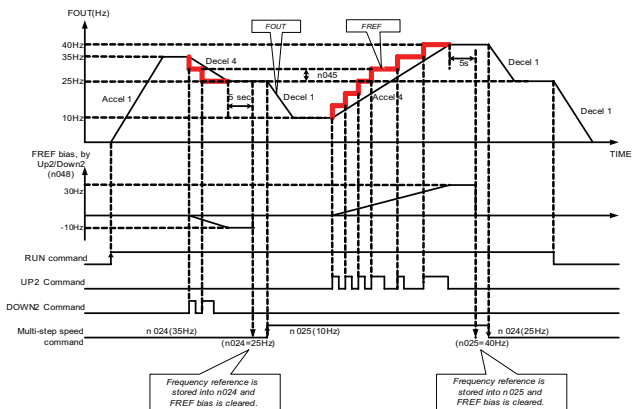 FOUT(Hz)
FOUT
FREF
40Hz
35Hz
Decel 4
n045
25Hz
5 sec
5s
Accel 1
Decel 1
Accel 4
Decel 1
Decel 1
10Hz
TIME
FREF bias, by
Up2/Down2
(n048)
30Hz
-10Hz
RUN command
UP2 Command
DOWN2 Command
Multi-step speed
command
n024(35Hz)
n025(10Hz)
n024(25Hz)
(n024=25Hz)
(n025=40Hz)
Frequency reference is
stored into n024 and
FREF bias is cleared.
Frequency reference is
stored into n025 and
FREF bias is cleared.